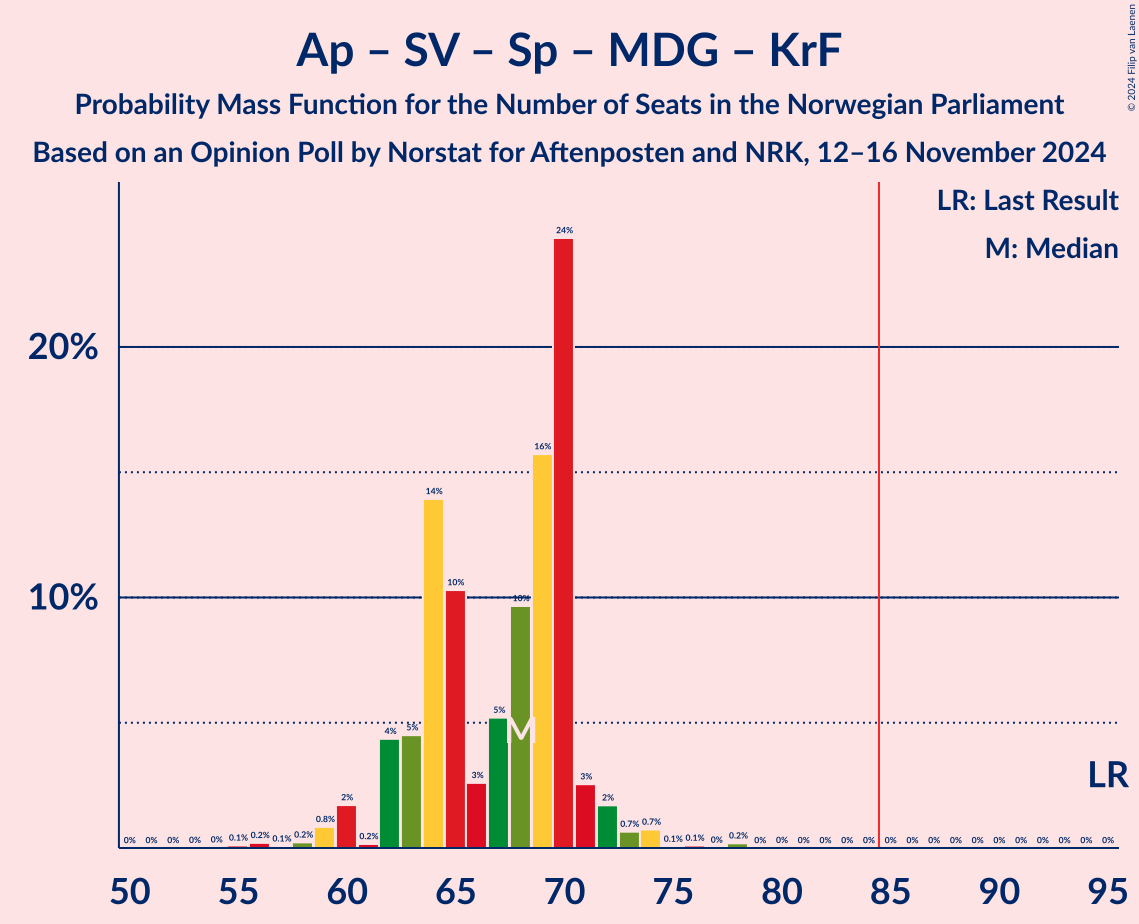 Ap – SV – Sp – MDG – KrF
Probability Mass Function for the Number of Seats in the Norwegian Parliament
Based on an Opinion Poll by Norstat for Aftenposten and NRK, 12–16 November 2024
© 2024 Filip van Laenen
LR: Last Result
M: Median
20%
10%
0% 0% 0% 0% 0% 0.1% 0.2% 0.1% 0.2% 0.8% 2% 0.2% 4% 5% 14% 10% 3% 5% 10% 16% 24% 3% 2% 0.7% 0.7% 0.1% 0.1% 0% 0.2% 0% 0% 0% 0% 0% 0% 0% 0% 0% 0% 0% 0% 0% 0% 0% 0% 0%
M
LR
50 55 60 65 70 75 80 85 90 95